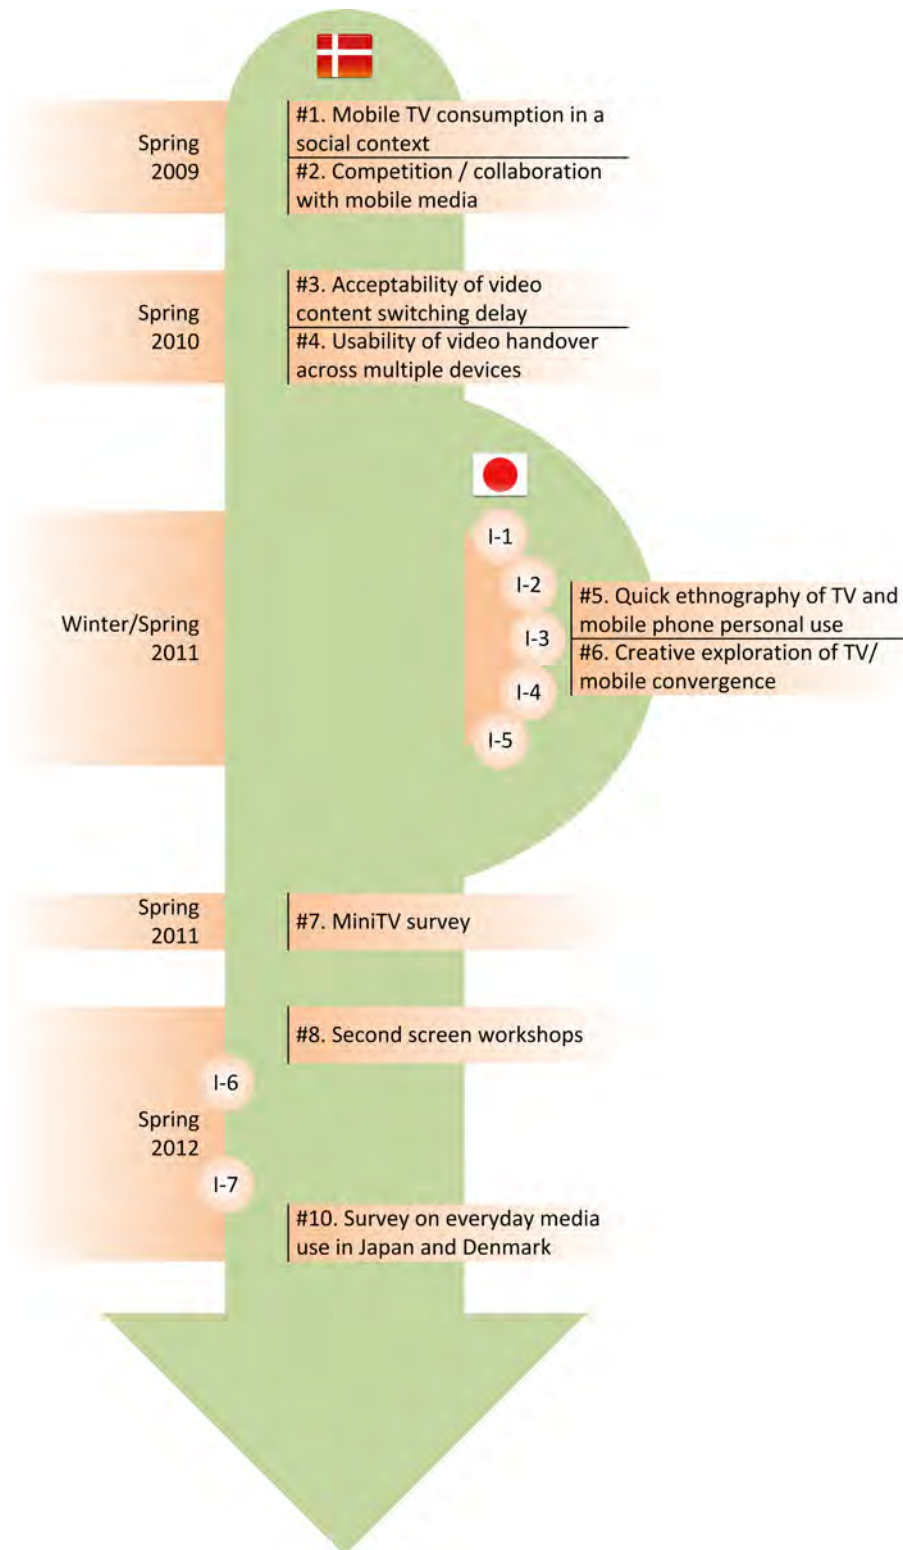 Spring
2009
#1. Mobile TV consumption in a
social context
#2. Competition / collaboration
with mobile media
Spring
2010
#3. Acceptability of video
content switching delay
#4. Usability of video handover
across multiple devices
Winter/Spring
2011
I-1
I-2
I-3
I-4
I-5
#5. Quick ethnography of TV and
mobile phone personal use
#6. Creative exploration of TV/
mobile convergence
Spring
2011
#7. MiniTV survey
#8. Second screen workshops
I-6
Spring
2012
I-7
#10. Survey on everyday media
use in Japan and Denmark